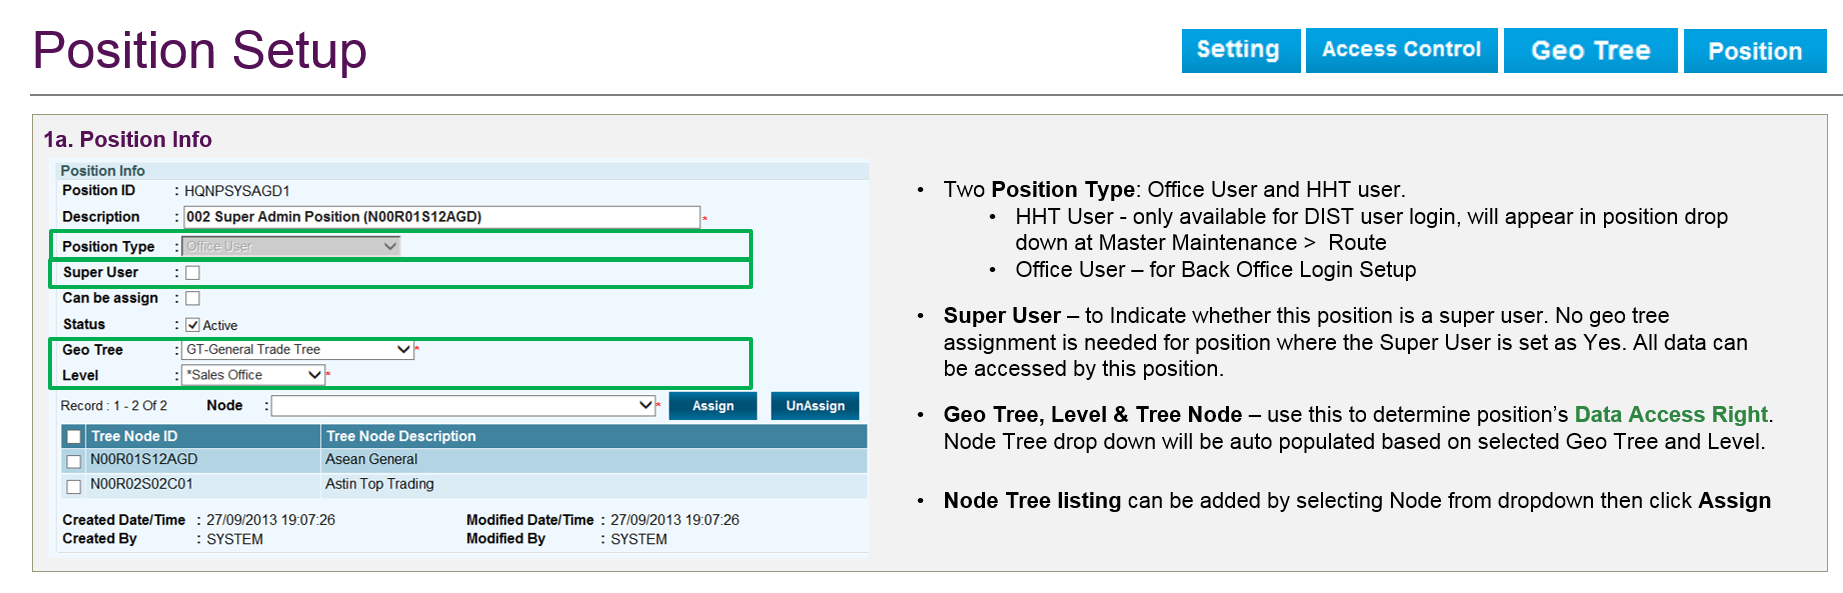 Position Setup
Setting
Access Control
Geo Tree
Position
1a. Position Info
Position Info
Position ID : HQNPSYSAGD1
Description : 002 Super Admin Position (N00R01S12AGD) *
Position Type : Office User
Super User :
Can be assign :
Status : Active
Geo Tree : GT-General Trade Tree *
Level : *Sales Office *
Record : 1 - 2 Of 2 Node : * Assign UnAssign
Tree Node ID Tree Node Description
N00R01S12AGD Asean General
N00R02S02C01 Astin Top Trading
Created Date/Time : 27/09/2013 19:07:26 Modified Date/Time : 27/09/2013 19:07:26
Created By : SYSTEM Modified By : SYSTEM
• Two Position Type: Office User and HHT user.
• HHT User - only available for DIST user login, will appear in position drop
down at Master Maintenance > Route
• Office User – for Back Office Login Setup
• Super User – to Indicate whether this position is a super user. No geo tree
assignment is needed for position where the Super User is set as Yes. All data can
be accessed by this position.
• Geo Tree, Level & Tree Node – use this to determine position’s Data Access Right.
Node Tree drop down will be auto populated based on selected Geo Tree and Level.
• Node Tree listing can be added by selecting Node from dropdown then click Assign